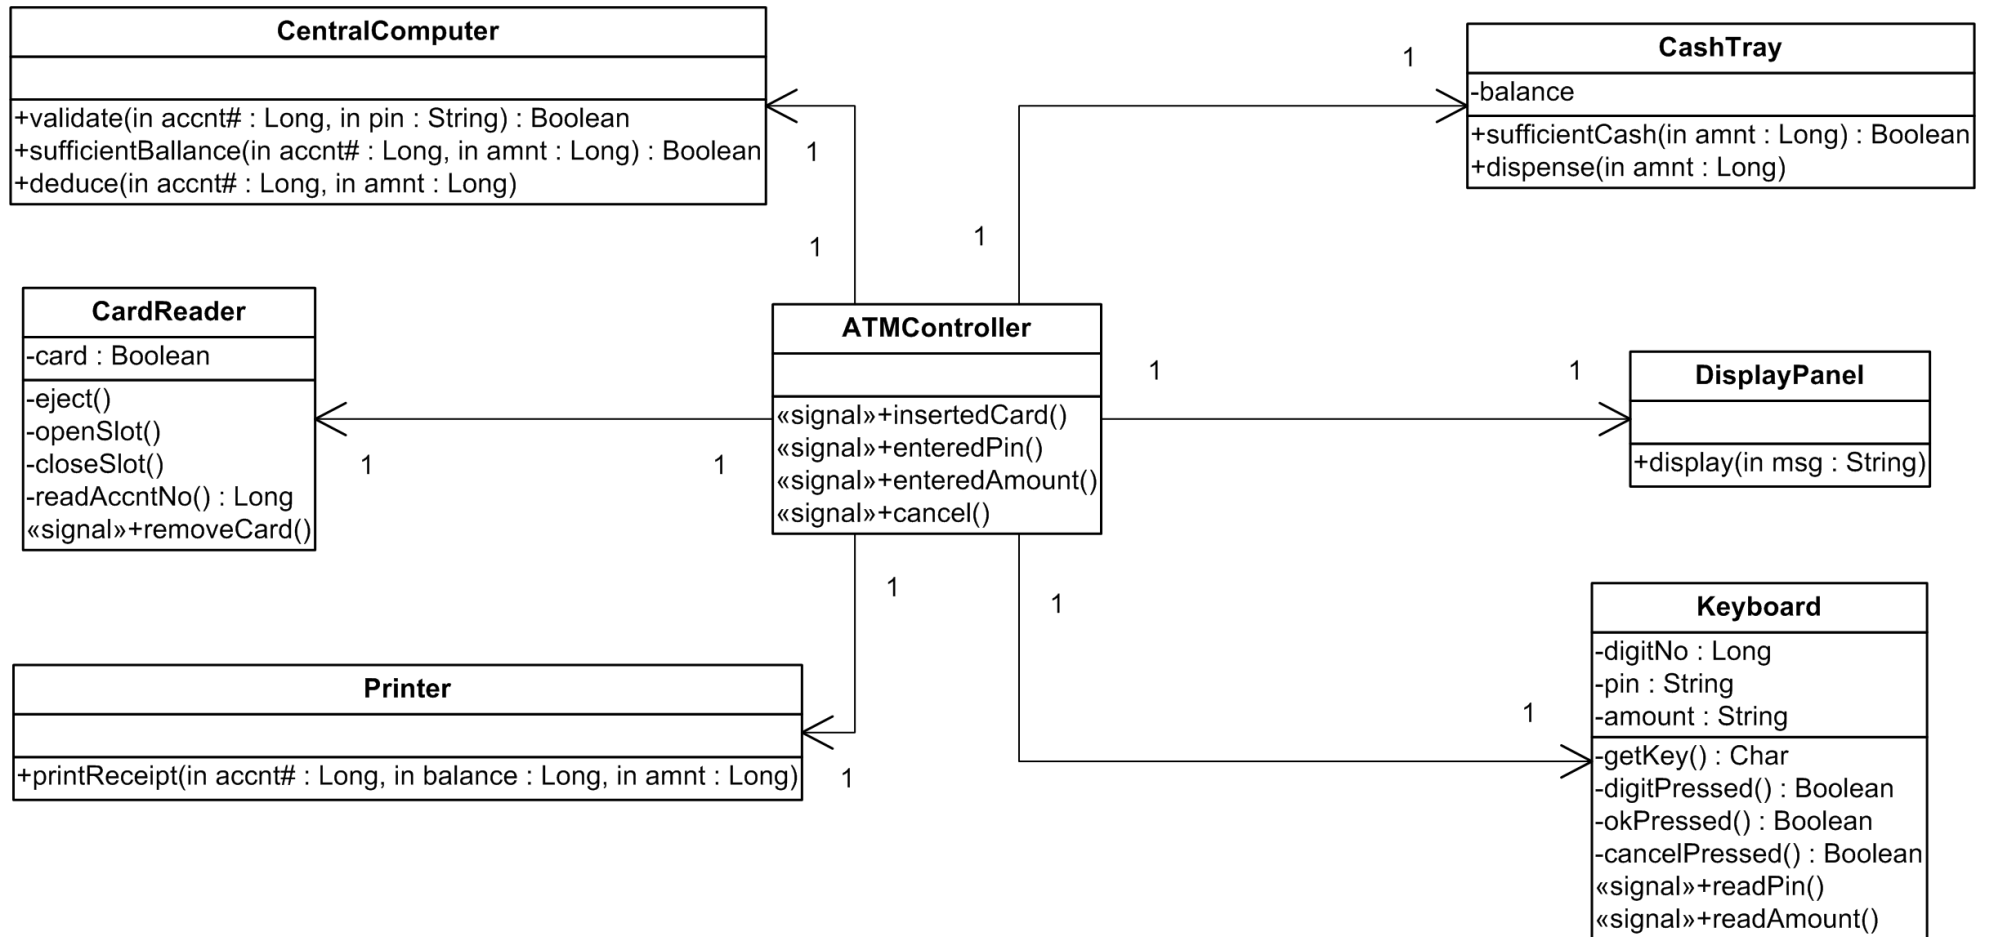 CentralComputer
+validate(in accnt# : Long, in pin : String) : Boolean
+sufficientBallance(in accnt# : Long, in amnt : Long) : Boolean
+deduce(in accnt# : Long, in amnt : Long)
1
1
CashTray
-balance
+sufficientCash(in amnt : Long) : Boolean
+dispense(in amnt : Long)
1
1
CardReader
-card : Boolean
-eject()
-openSlot()
-closeSlot()
-readAccntNo() : Long
«signal»+removeCard()
1
1
ATMController
«signal»+insertedCard()
«signal»+enteredPin()
«signal»+enteredAmount()
«signal»+cancel()
1
1
DisplayPanel
+display(in msg : String)
1
1
Printer
+printReceipt(in accnt# : Long, in balance : Long, in amnt : Long)
1
1
Keyboard
-digitNo : Long
-pin : String
-amount : String
-getKey() : Char
-digitPressed() : Boolean
-okPressed() : Boolean
-cancelPressed() : Boolean
«signal»+readPin()
«signal»+readAmount()